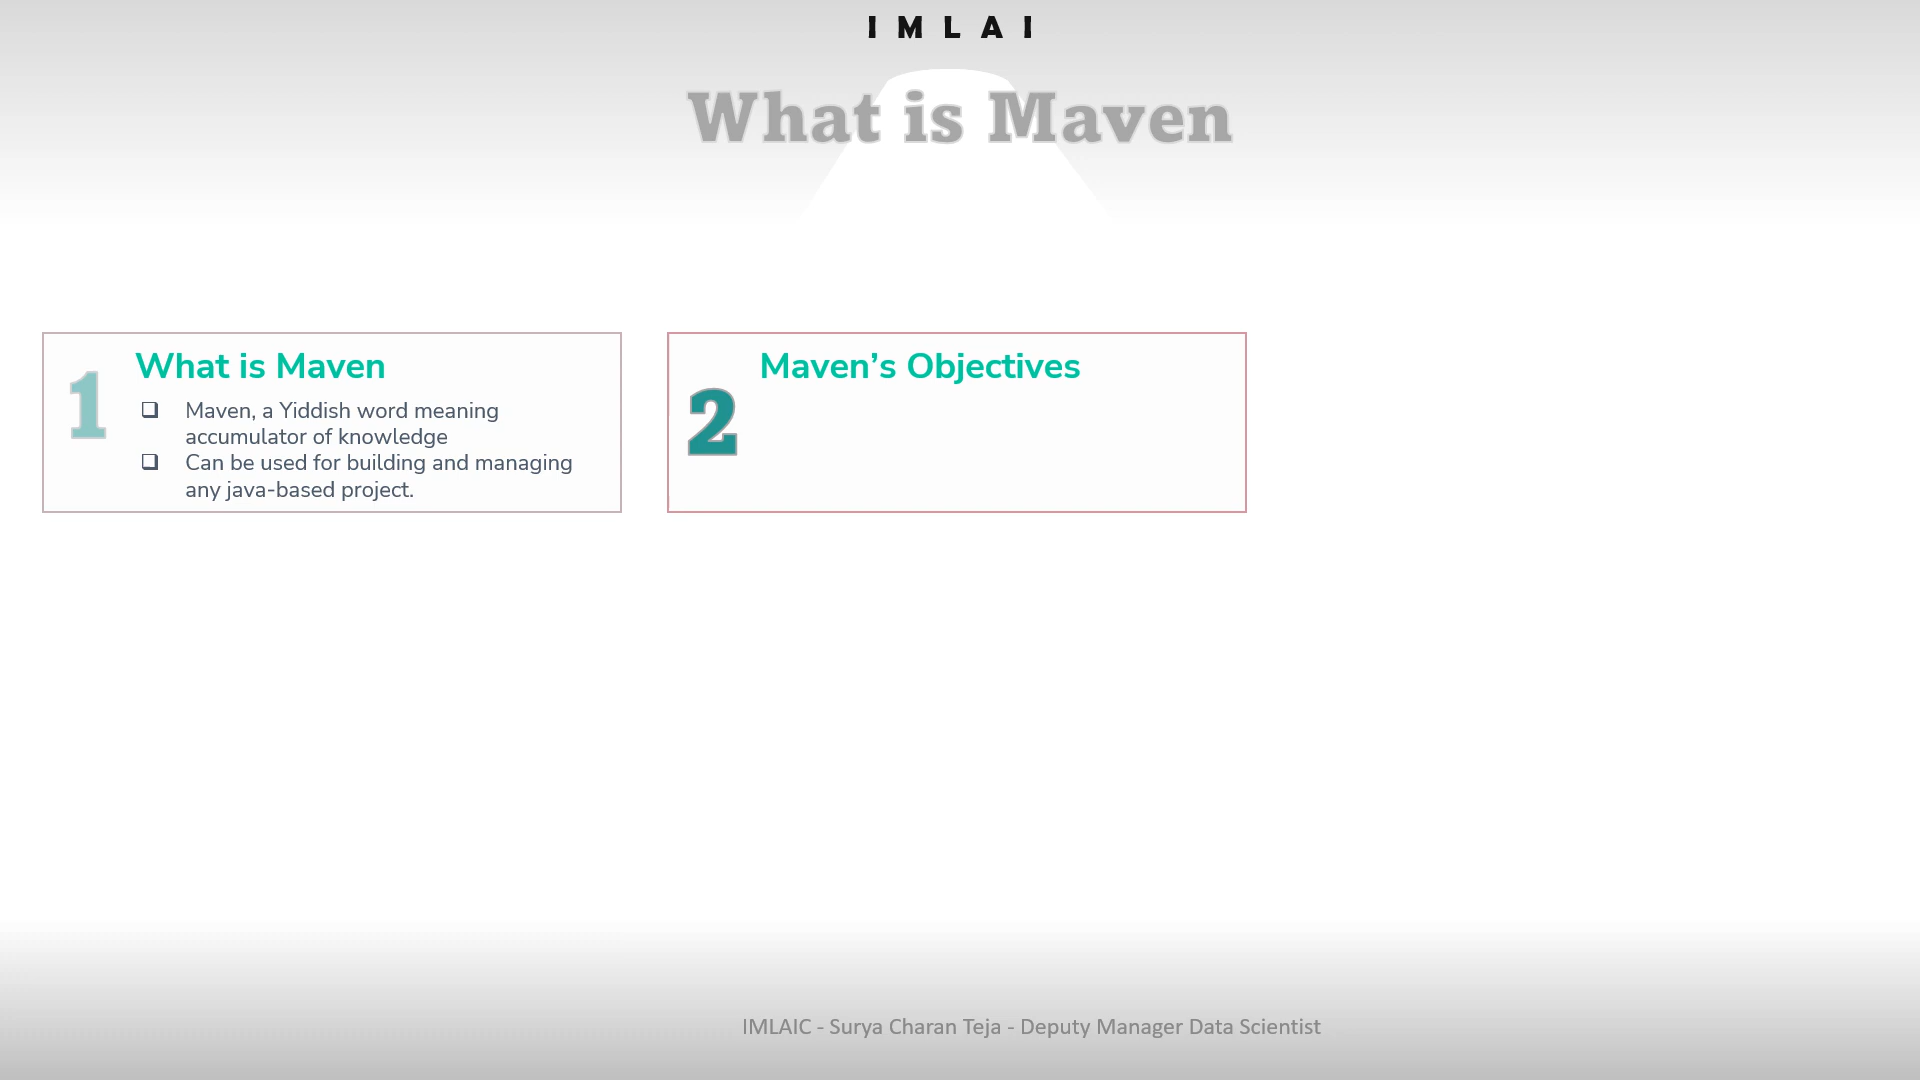 I M L A I
What is Maven
1
What is Maven
❑ Maven, a Yiddish word meaning
accumulator of knowledge
❑ Can be used for building and managing
any java-based project.
2
Maven’s Objectives
IMLAIC - Surya Charan Teja - Deputy Manager Data Scientist